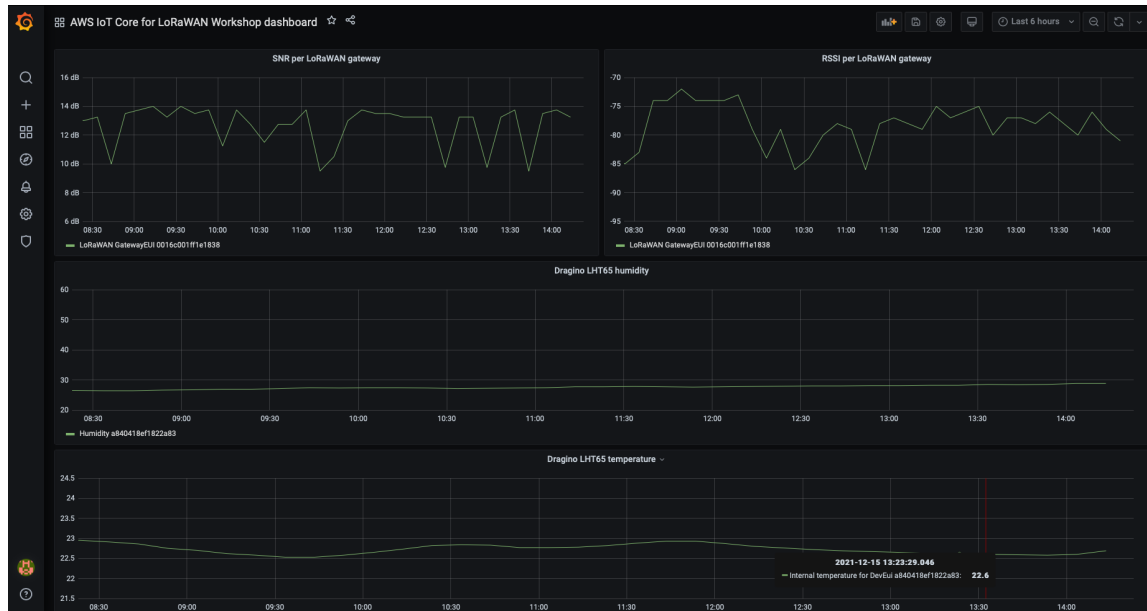 AWS IoT Core for LoRaWAN Workshop dashboard
Last 6 hours
SNR per LoRaWAN gateway
16 dB
14 dB
12 dB
10 dB
8 dB
6 dB
08:30 09:00 09:30 10:00 10:30 11:00 11:30 12:00 12:30 13:00 13:30 14:00
LoRaWAN GatewayEUI 0016c001ff1e1838
RSSI per LoRaWAN gateway
-70
-75
-80
-85
-90
-95
08:30 09:00 09:30 10:00 10:30 11:00 11:30 12:00 12:30 13:00 13:30 14:00
LoRaWAN GatewayEUI 0016c001ff1e1838
Dragino LHT65 humidity
60
50
40
30
20
08:30 09:00 09:30 10:00 10:30 11:00 11:30 12:00 12:30 13:00 13:30 14:00
Humidity a840418ef1822a83
Dragino LHT65 temperature
24.5
24
23.5
23
22.5
22
21.5
2021-12-15 13:23:29.046
Internal temperature for DevEui a840418ef1822a83: 22.6
08:30 09:00 09:30 10:00 10:30 11:00 11:30 12:00 12:30 13:00 13:30 14:00